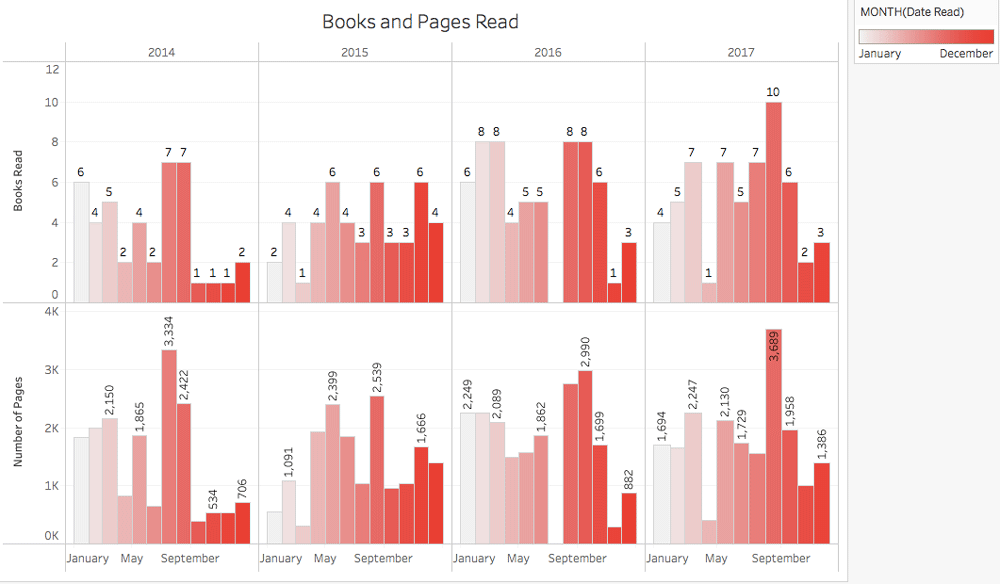 Books and Pages Read
MONTH(Date Read)
January December
2014 2015 2016 2017
Books Read
12
10
8
6
4
2
0
6 4 5 2 4 2 7 7 1 1 1 2
2 4 1 4 6 4 3 6 3 3 6 4
6 8 8 4 5 5 8 8 6 1 3
4 5 7 1 7 5 7 10 6 2 3
Number of Pages
4K
3K
2K
1K
0K
2,150 1,865 3,334 2,422 534 706
1,091 2,399 2,539 1,666
2,249 2,089 1,862 2,990 1,699 882
1,694 2,247 2,130 1,729 3,689 1,958 1,386
January May September January May September January May September January May September